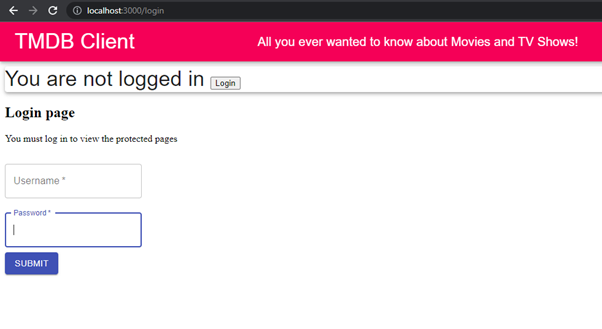 localhost:3000/login
TMDB Client
All you ever wanted to know about Movies and TV Shows!
You are not logged in Login
Login page
You must log in to view the protected pages
Username *
Password *
SUBMIT